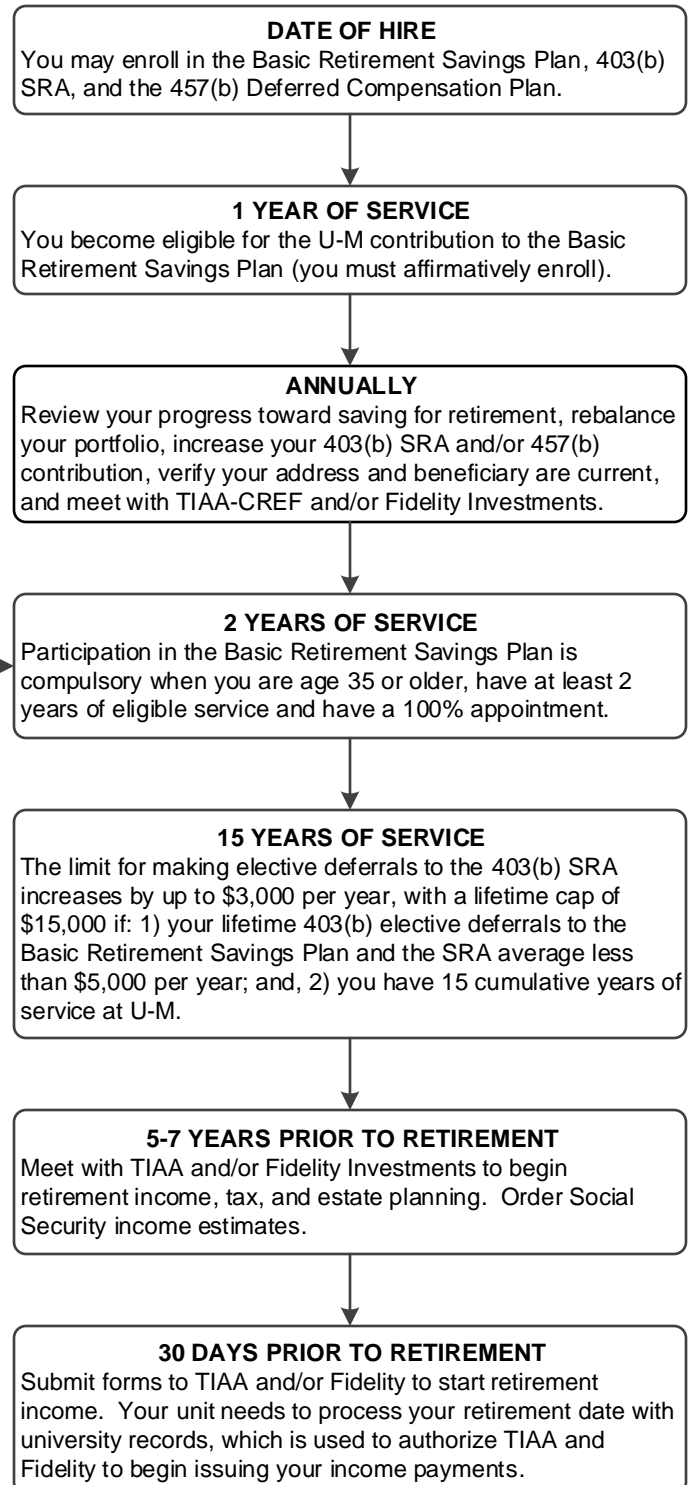 DATE OF HIRE
You may enroll in the Basic Retirement Savings Plan, 403(b)
SRA, and the 457(b) Deferred Compensation Plan.
1 YEAR OF SERVICE
You become eligible for the U-M contribution to the Basic
Retirement Savings Plan (you must affirmatively enroll).
ANNUALLY
Review your progress toward saving for retirement, rebalance
your portfolio, increase your 403(b) SRA and/or 457(b)
contribution, verify your address and beneficiary are current,
and meet with TIAA-CREF and/or Fidelity Investments.
2 YEARS OF SERVICE
Participation in the Basic Retirement Savings Plan is
compulsory when you are age 35 or older, have at least 2
years of eligible service and have a 100% appointment.
15 YEARS OF SERVICE
The limit for making elective deferrals to the 403(b) SRA
increases by up to $3,000 per year, with a lifetime cap of
$15,000 if: 1) your lifetime 403(b) elective deferrals to the
Basic Retirement Savings Plan and the SRA average less
than $5,000 per year; and, 2) you have 15 cumulative years of
service at U-M.
5-7 YEARS PRIOR TO RETIREMENT
Meet with TIAA and/or Fidelity Investments to begin
retirement income, tax, and estate planning.  Order Social
Security income estimates.
30 DAYS PRIOR TO RETIREMENT
Submit forms to TIAA and/or Fidelity to start retirement
income.  Your unit needs to process your retirement date with
university records, which is used to authorize TIAA and
Fidelity to begin issuing your income payments.